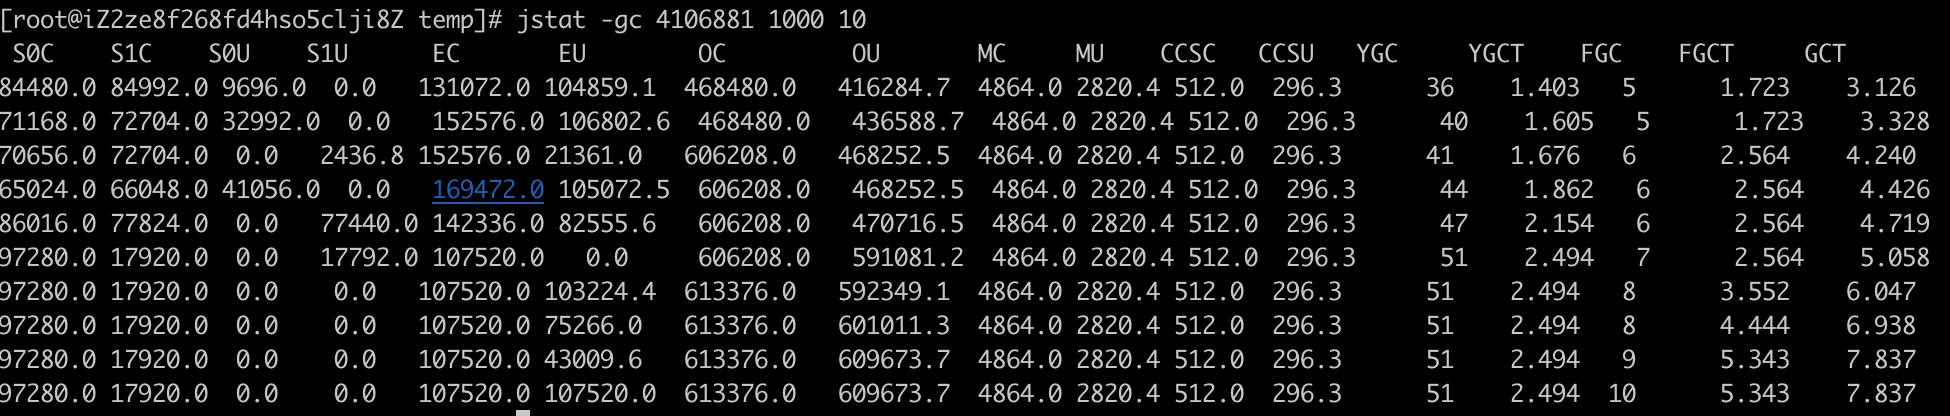 [root@iZ2ze8f268fd4hso5clji8Z temp]# jstat -gc 4106881 1000 10
S0C S1C S0U S1U EC EU OC OU MC MU CCSC CCSU YGC YGCT FGC FGCT GCT
84480.0 84992.0 9696.0 0.0 131072.0 104859.1 468480.0 416284.7 4864.0 2820.4 512.0 296.3 36 1.403 5 1.723 3.126
71168.0 72704.0 32992.0 0.0 152576.0 106802.6 468480.0 436588.7 4864.0 2820.4 512.0 296.3 40 1.605 5 1.723 3.328
70656.0 72704.0 0.0 2436.8 152576.0 21361.0 606208.0 468252.5 4864.0 2820.4 512.0 296.3 41 1.676 6 2.564 4.240
65024.0 66048.0 41056.0 0.0 169472.0 105072.5 606208.0 468252.5 4864.0 2820.4 512.0 296.3 44 1.862 6 2.564 4.426
86016.0 77824.0 0.0 77440.0 142336.0 82555.6 606208.0 470716.5 4864.0 2820.4 512.0 296.3 47 2.154 6 2.564 4.719
97280.0 17920.0 0.0 17792.0 107520.0 0.0 606208.0 591081.2 4864.0 2820.4 512.0 296.3 51 2.494 7 2.564 5.058
97280.0 17920.0 0.0 0.0 107520.0 103224.4 613376.0 592349.1 4864.0 2820.4 512.0 296.3 51 2.494 8 3.552 6.047
97280.0 17920.0 0.0 0.0 107520.0 75266.0 613376.0 601011.3 4864.0 2820.4 512.0 296.3 51 2.494 8 4.444 6.938
97280.0 17920.0 0.0 0.0 107520.0 43009.6 613376.0 609673.7 4864.0 2820.4 512.0 296.3 51 2.494 9 5.343 7.837
97280.0 17920.0 0.0 0.0 107520.0 107520.0 613376.0 609673.7 4864.0 2820.4 512.0 296.3 51 2.494 10 5.343 7.837